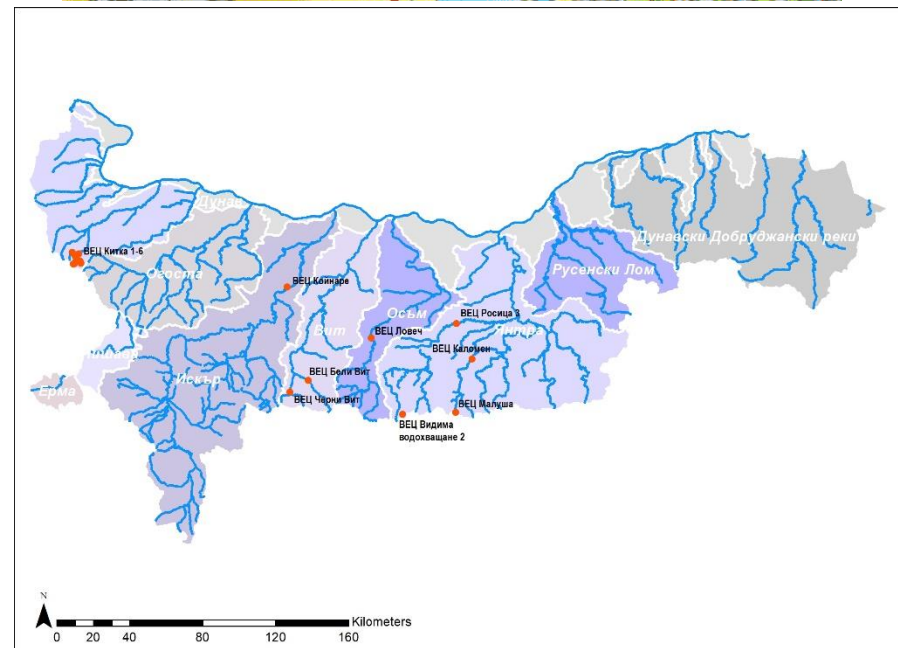 Дунав
ВЕЦ Китка 1-6
Огоста
Дунавски Добруджански реки
Русенски Лом
ВЕЦ Койнаре
Осъм
ВЕЦ Росица 3
Вит
ВЕЦ Ловеч
Янтра
ВЕЦ Каломен
Искър
ВЕЦ Бели Вит
Ерма
ВЕЦ Черни Вит
ВЕЦ Малуша
ВЕЦ Видима
водохващане 2
N
Kilometers
0 10 20 40 80 120 160